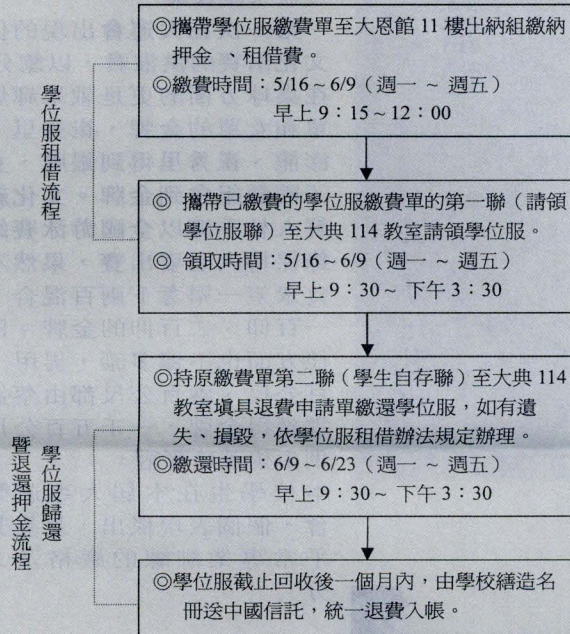 學位服租借流程
◎攜帶學位服繳費單至大恩館 11 樓出納組繳納
押金 、租借費。
◎繳費時間：5/16 ~ 6/9（週一 ~ 週五）
早上 9：15 ~ 12：00
◎ 攜帶已繳費的學位服繳費單的第一聯（請領
學位服聯）至大典 114 教室請領學位服。
◎ 領取時間：5/16 ~ 6/9（週一 ~ 週五）
早上 9：30 ~ 下午 3：30
學位服歸還
暨退還押金流程
◎持原繳費單第二聯（學生自存聯）至大典 114
教室填具退費申請單繳還學位服，如有遺
失，損毀，依學位服租借辦法規定辦理。
◎繳還時間：6/9 ~ 6/23（週一 ~ 週五）
早上 9：30 ~ 下午 3：30
◎學位服截止回收後一個月內，由學校繕造名
冊送中國信託，統一退費入帳。